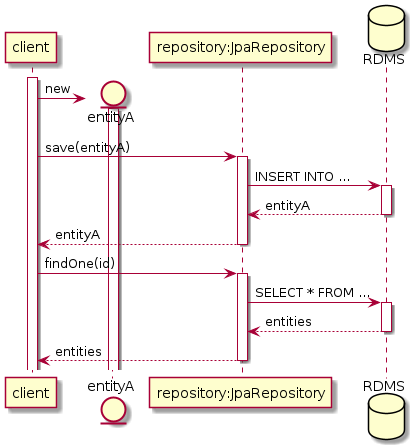 client
repository:JpaRepository
RDMS
new
entityA
save(entityA)
INSERT INTO ...
entityA
entityA
findOne(id)
SELECT * FROM ...
entities
entities
client
entityA
repository:JpaRepository
RDMS